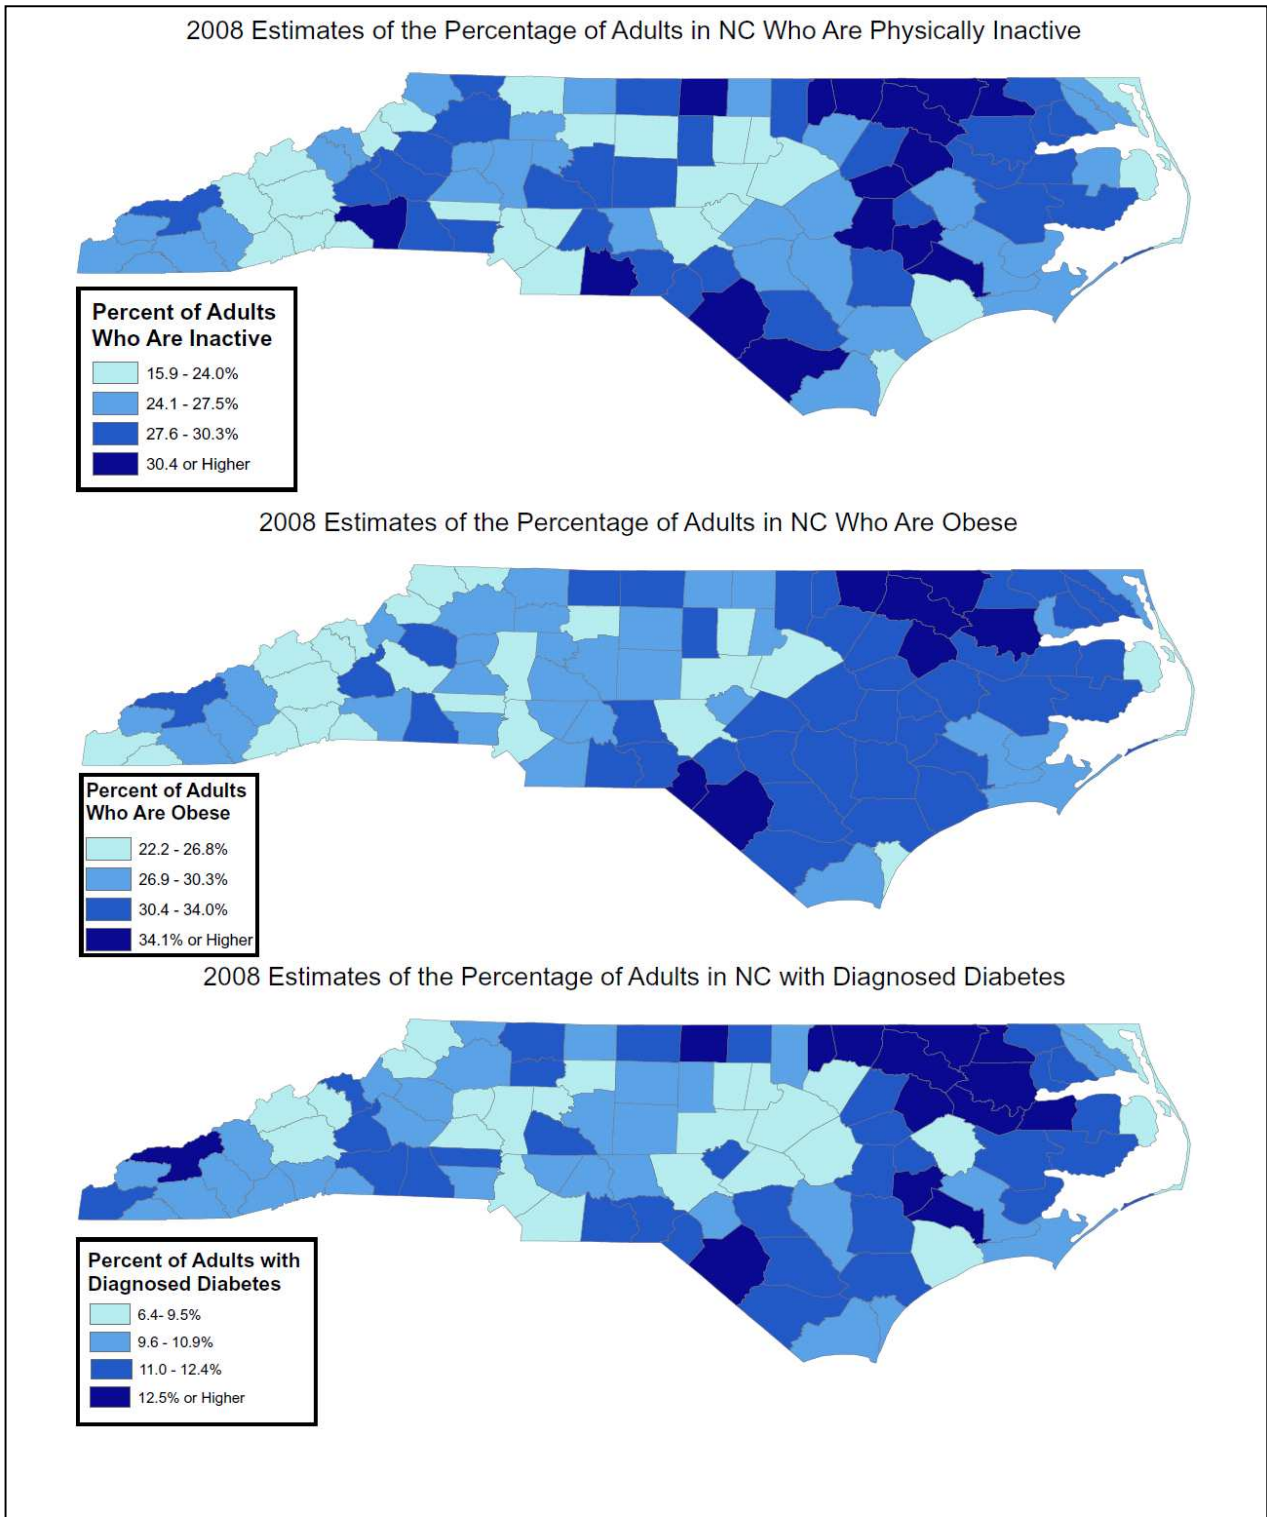 2008 Estimates of the Percentage of Adults in NC Who Are Physically Inactive
Percent of Adults
Who Are Inactive
15.9 - 24.0%
24.1 - 27.5%
27.6 - 30.3%
30.4 or Higher
2008 Estimates of the Percentage of Adults in NC Who Are Obese
Percent of Adults
Who Are Obese
22.2 - 26.8%
26.9 - 30.3%
30.4 - 34.0%
34.1% or Higher
2008 Estimates of the Percentage of Adults in NC with Diagnosed Diabetes
Percent of Adults with
Diagnosed Diabetes
6.4- 9.5%
9.6 - 10.9%
11.0 - 12.4%
12.5% or Higher